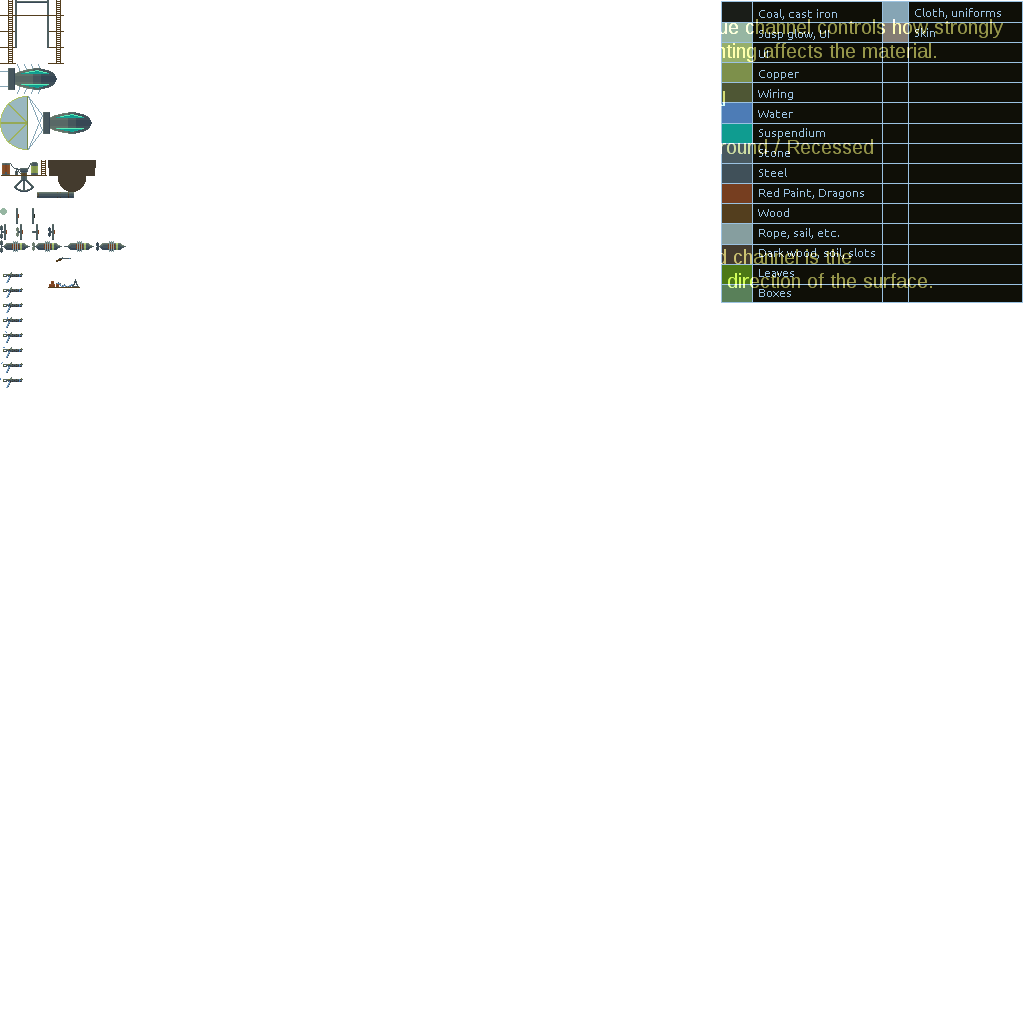 Coal, cast iron
Cloth, uniforms
ue channel controls how strongly
Susp glow, UI
Skin
UI
nting affects the material.
Copper
Wiring
Water
Suspendium
round / Recessed
Stone
Steel
Red Paint, Dragons
Wood
Rope, sail, etc.
Dark wood, soil, slots
d channel is the
Leaves
direction of the surface.
Boxes